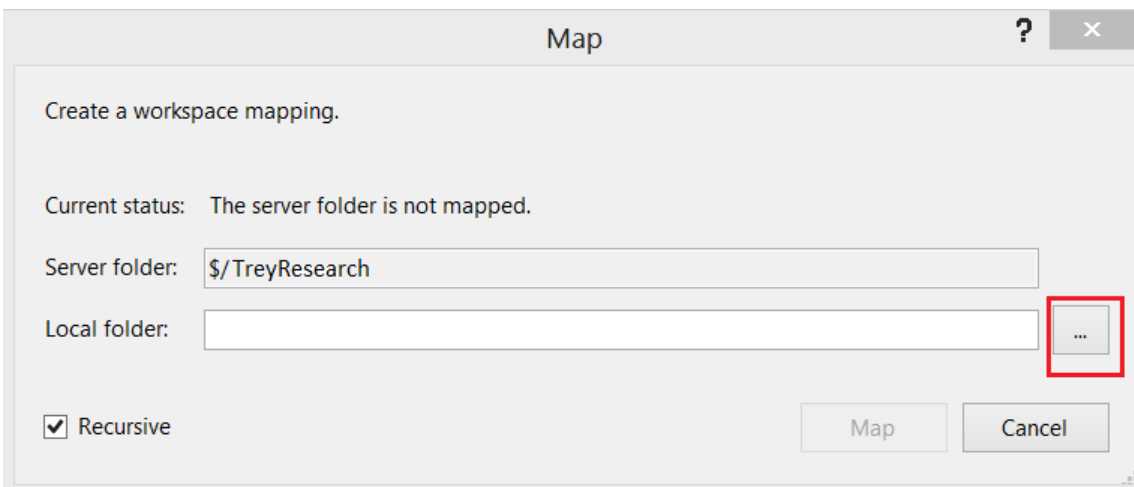 Map
?
×
Create a workspace mapping.
Current status: The server folder is not mapped.
Server folder: $/TreyResearch
Local folder:
...
Recursive
Map
Cancel